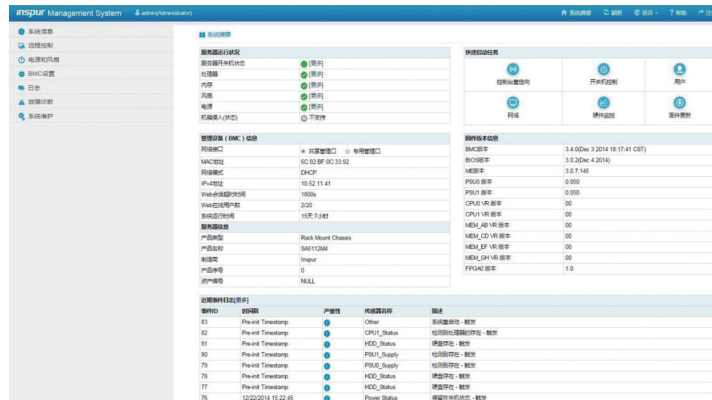 inspur Management System admin(Administrator) 系统摘要 刷新 语言 帮助
系统信息
远程控制
电源和风扇
BMC设置
日志
故障诊断
系统维护
系统摘要
服务器运行状况
服务器开关机状态 [更多]
处理器 [更多]
内存 [更多]
风扇 [更多]
电源 [更多]
机箱侵入(状态) 不支持
快速启动任务
控制台重定向 开关机控制 用户
网络 硬件监控 固件更新
管理设备(BMC)信息
网络接口 共享管理口 专用管理口
MAC地址 6C:92:BF:0C:33:92
网络模式 DHCP
IPv4地址 10.52.11.41
Web会话超时时间 1800s
Web在线用户数 2/20
系统运行时间 15天 7小时
服务器信息
产品类型 Rack Mount Chassis
产品名称 SA5112M4
制造商 Inspur
产品序号 0
资产编号 NULL
固件版本信息
BMC版本 3.4.0(Dec 3 2014 18:17:41 CST)
BIOS版本 3.0.2(Dec 4 2014)
ME版本 3.0.7.145
PSU0 版本 0.050
PSU1 版本 0.050
CPU0 VR 版本 00
CPU1 VR 版本 00
MEM_AB VR 版本 00
MEM_CD VR 版本 00
MEM_EF VR 版本 00
MEM_GH VR 版本 00
FPGA0 版本 1.0
近期事件日志[更多]
事件ID 时间戳 严重性 传感器名称 描述
83 Pre-init Timestamp Other 系统重启动 - 触发
82 Pre-init Timestamp CPU1_Status 检测到处理器的存在 - 触发
81 Pre-init Timestamp HDD_Status 硬盘存在 - 触发
80 Pre-init Timestamp PSU1_Supply 检测到存在 - 触发
79 Pre-init Timestamp PSU0_Supply 检测到存在 - 触发
78 Pre-init Timestamp HDD_Status 硬盘存在 - 触发
77 Pre-init Timestamp HDD_Status 硬盘存在 - 触发
76 12/22/2014 15:22:45 Power Status 保留在关机状态 - 触发